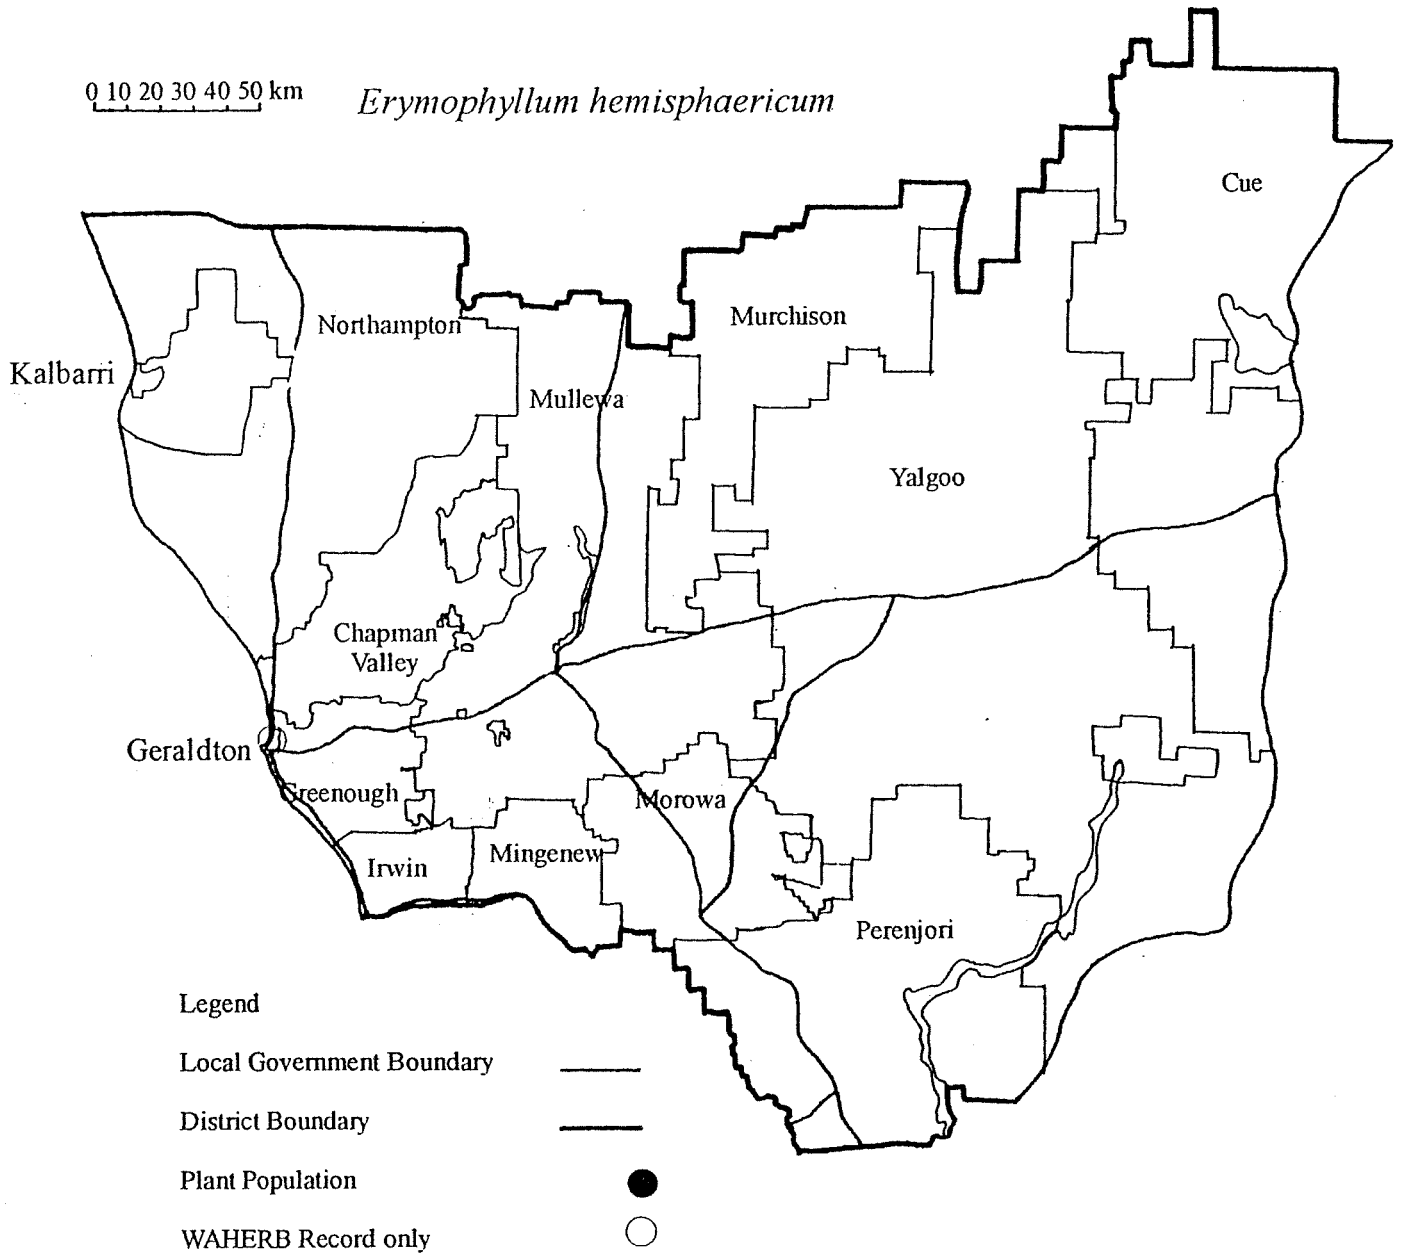 0 10 20 30 40 50 km
Erymophyllum hemisphaericum
Cue
Northampton
Murchison
Kalbarri
Mullewa
Yalgoo
Chapman
Valley
Geraldton
Greenough
Morowa
Irwin
Mingenew
Perenjori
Legend
Local Government Boundary
District Boundary
Plant Population
WAHERB Record only